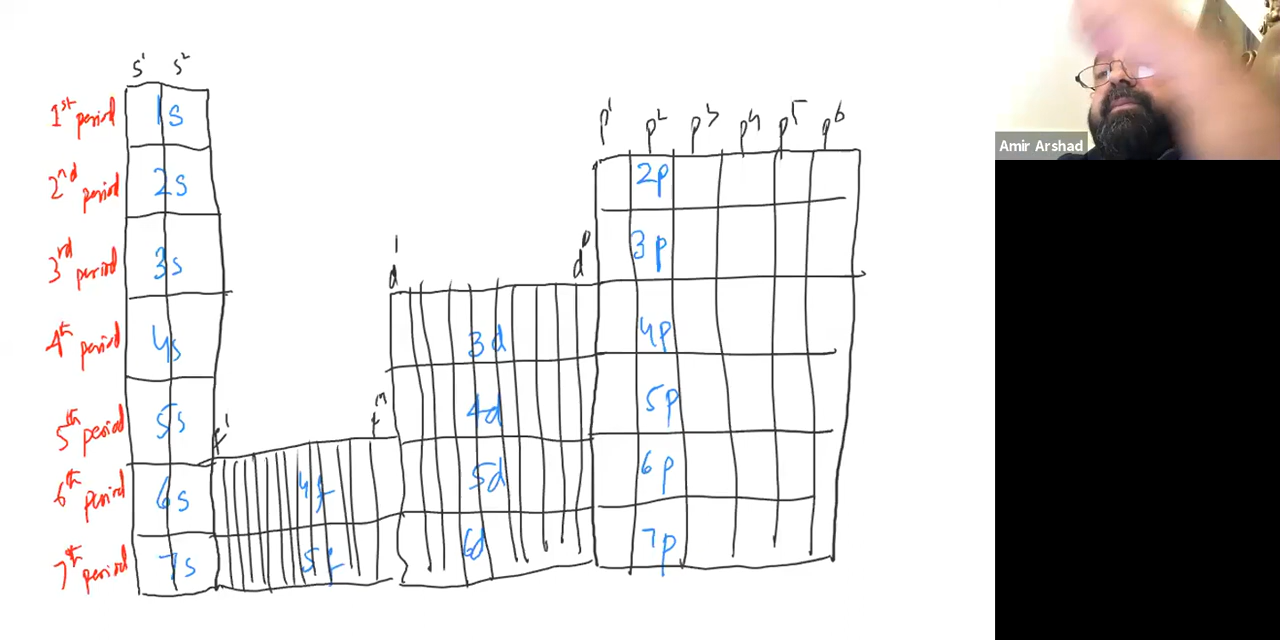 s¹ s²
1st period 1s
p¹ p² p³ p⁴ p⁵ p⁶
2nd period 2s 2p
3rd period 3s 3p
d¹ d¹⁰
4th period 4s 3d 4p
5th period 5s 4d 5p
f¹ f¹⁴
6th period 6s 4f 5d 6p
7th period 7s 5f 6d 7p
Amir Arshad